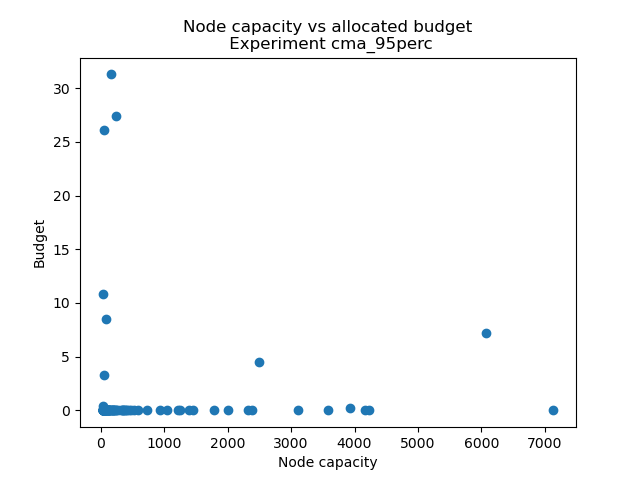 Node capacity vs allocated budget
Experiment cma_95perc
30
25
20
15
10
5
0
Budget
0 1000 2000 3000 4000 5000 6000 7000
Node capacity